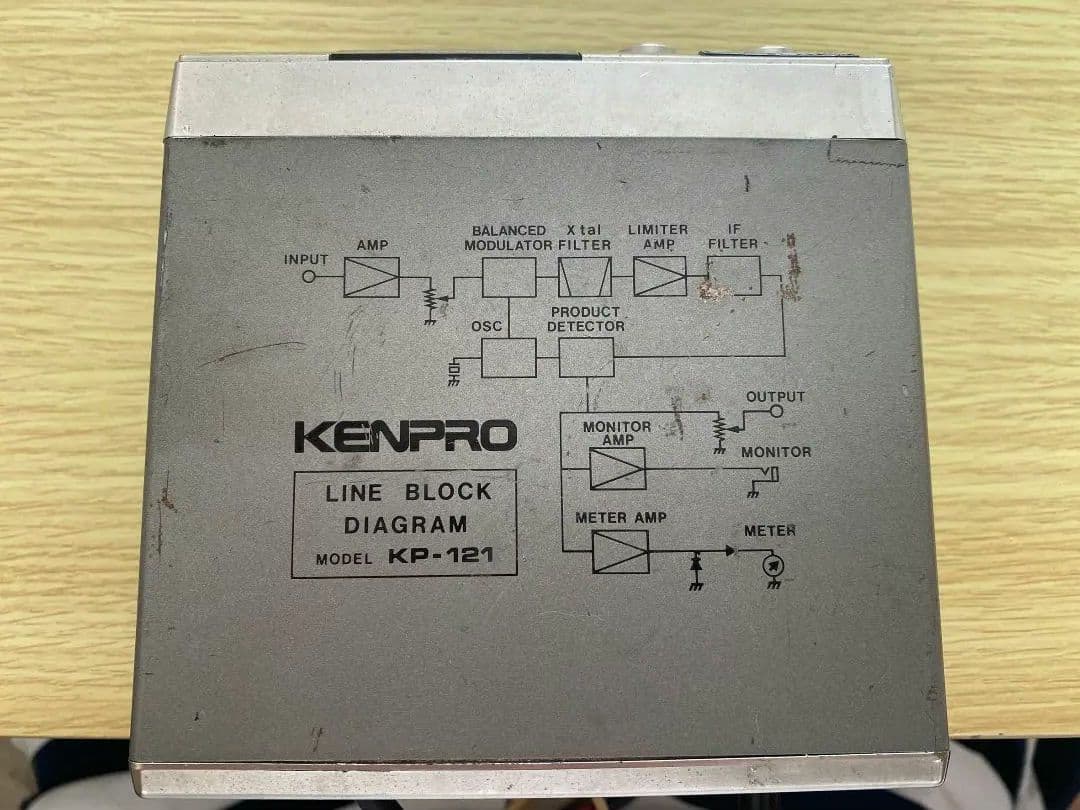 INPUT
AMP
BALANCED
MODULATOR
X tal
FILTER
LIMITER
AMP
IF
FILTER
OSC
PRODUCT
DETECTOR
OUTPUT
MONITOR
AMP
MONITOR
METER AMP
METER
KENPRO
LINE BLOCK
DIAGRAM
MODEL KP-121